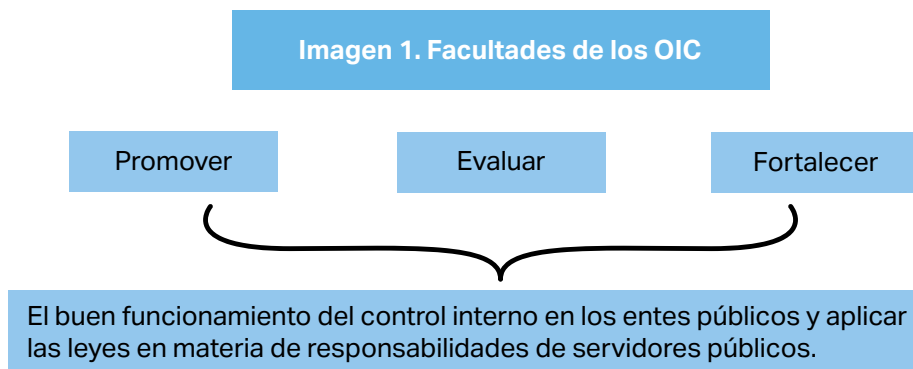 Imagen 1. Facultades de los OIC
Promover
Evaluar
Fortalecer
El buen funcionamiento del control interno en los entes públicos y aplicar
las leyes en materia de responsabilidades de servidores públicos.